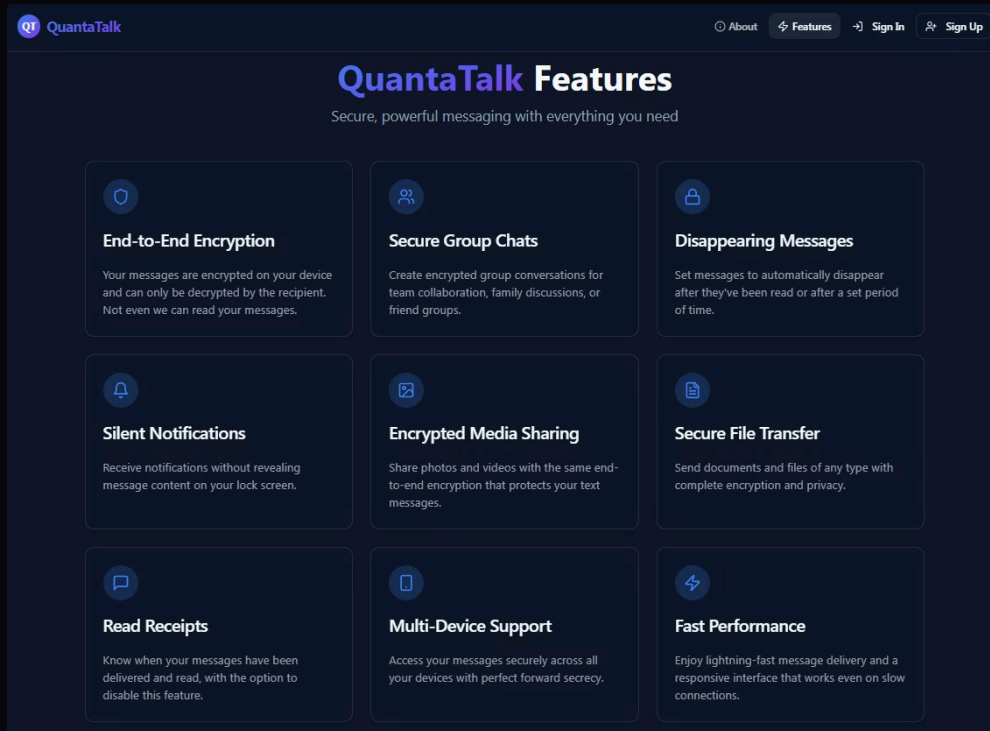 QT QuantaTalk
About Features Sign In Sign Up
QuantaTalk Features
Secure, powerful messaging with everything you need
End-to-End Encryption
Your messages are encrypted on your device
and can only be decrypted by the recipient.
Not even we can read your messages.
Secure Group Chats
Create encrypted group conversations for
team collaboration, family discussions, or
friend groups.
Disappearing Messages
Set messages to automatically disappear
after they've been read or after a set period
of time.
Silent Notifications
Receive notifications without revealing
message content on your lock screen.
Encrypted Media Sharing
Share photos and videos with the same end-
to-end encryption that protects your text
messages.
Secure File Transfer
Send documents and files of any type with
complete encryption and privacy.
Read Receipts
Know when your messages have been
delivered and read, with the option to
disable this feature.
Multi-Device Support
Access your messages securely across all
your devices with perfect forward secrecy.
Fast Performance
Enjoy lightning-fast message delivery and a
responsive interface that works even on slow
connections.